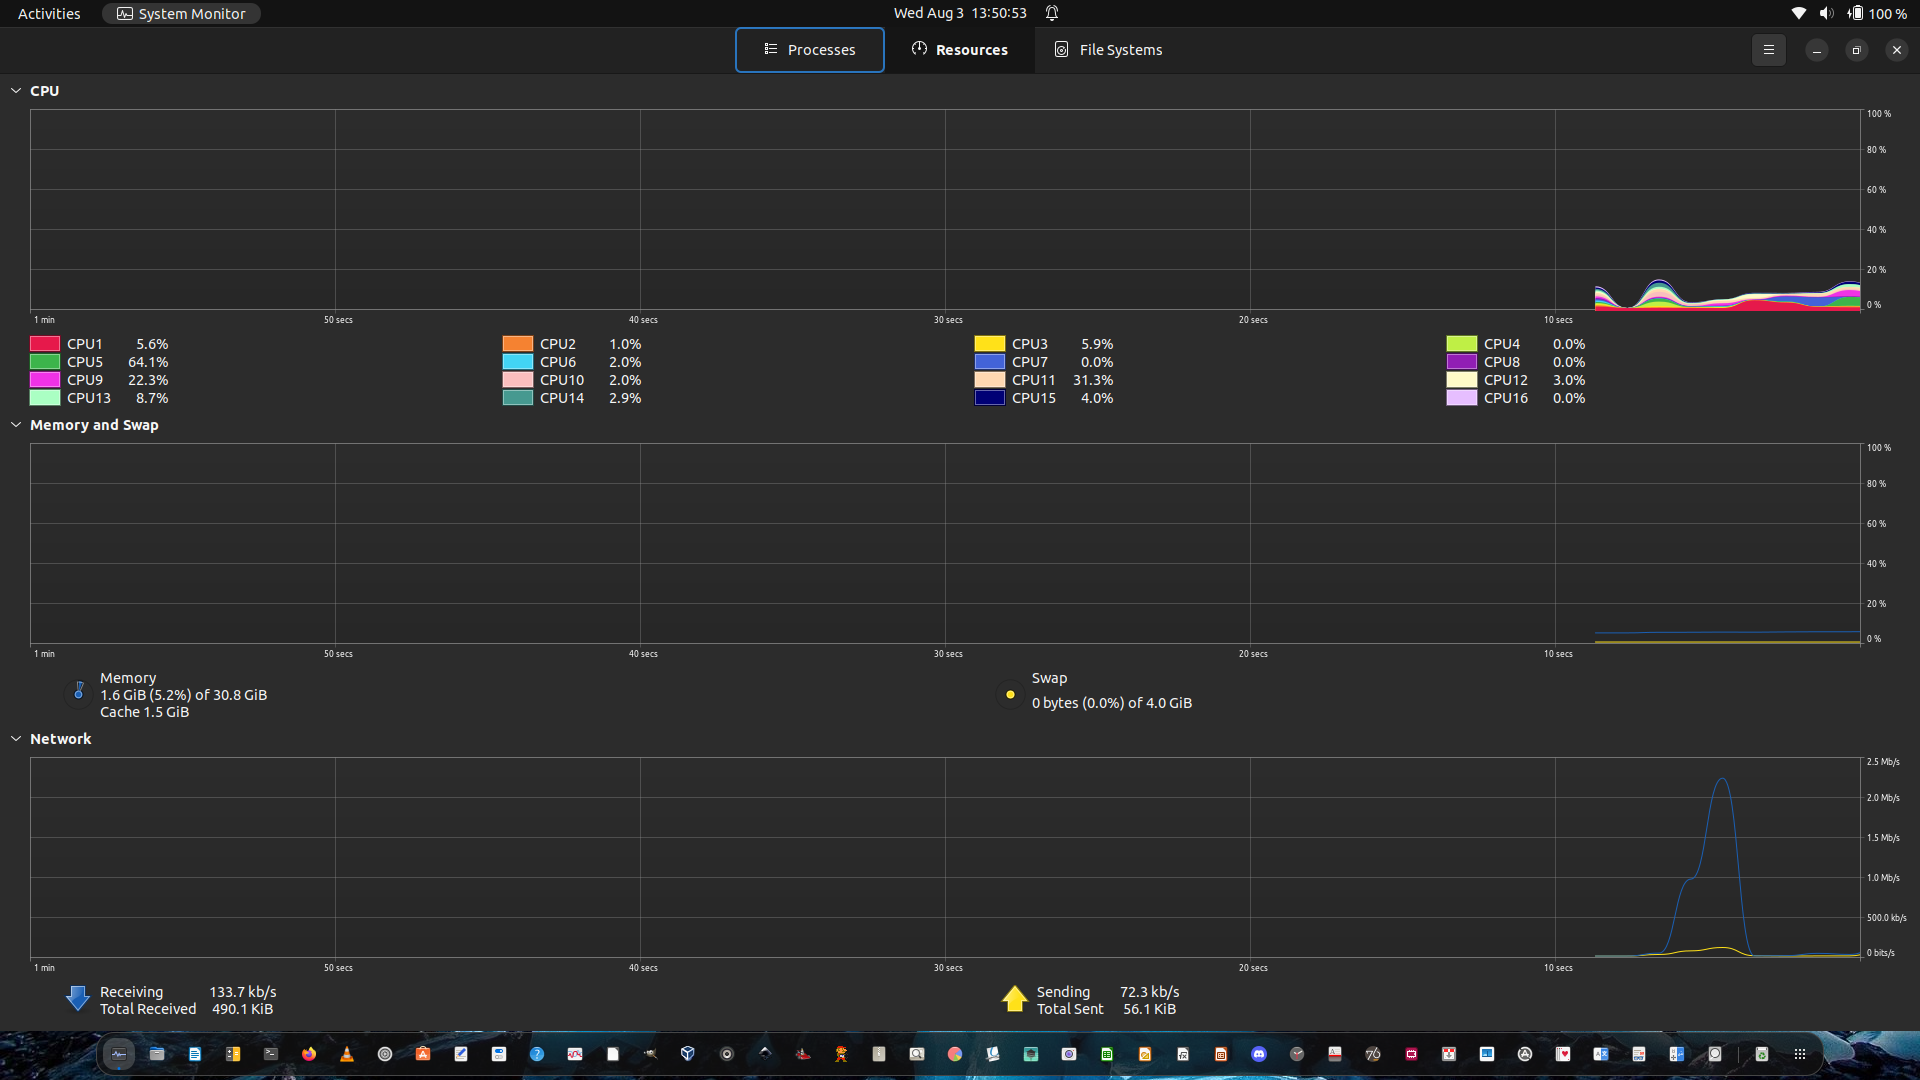 Activities System Monitor Wed Aug 3 13:50:53 100 %
Processes Resources File Systems
CPU
100 %
80 %
60 %
40 %
20 %
0 %
1 min 50 secs 40 secs 30 secs 20 secs 10 secs
CPU1 5.6% CPU2 1.0% CPU3 5.9% CPU4 0.0%
CPU5 64.1% CPU6 2.0% CPU7 0.0% CPU8 0.0%
CPU9 22.3% CPU10 2.0% CPU11 31.3% CPU12 3.0%
CPU13 8.7% CPU14 2.9% CPU15 4.0% CPU16 0.0%
Memory and Swap
100 %
80 %
60 %
40 %
20 %
0 %
1 min 50 secs 40 secs 30 secs 20 secs 10 secs
Memory
1.6 GiB (5.2%) of 30.8 GiB
Cache 1.5 GiB
Swap
0 bytes (0.0%) of 4.0 GiB
Network
2.5 Mb/s
2.0 Mb/s
1.5 Mb/s
1.0 Mb/s
500.0 kb/s
0 bits/s
1 min 50 secs 40 secs 30 secs 20 secs 10 secs
Receiving 133.7 kb/s
Total Received 490.1 KiB
Sending 72.3 kb/s
Total Sent 56.1 KiB